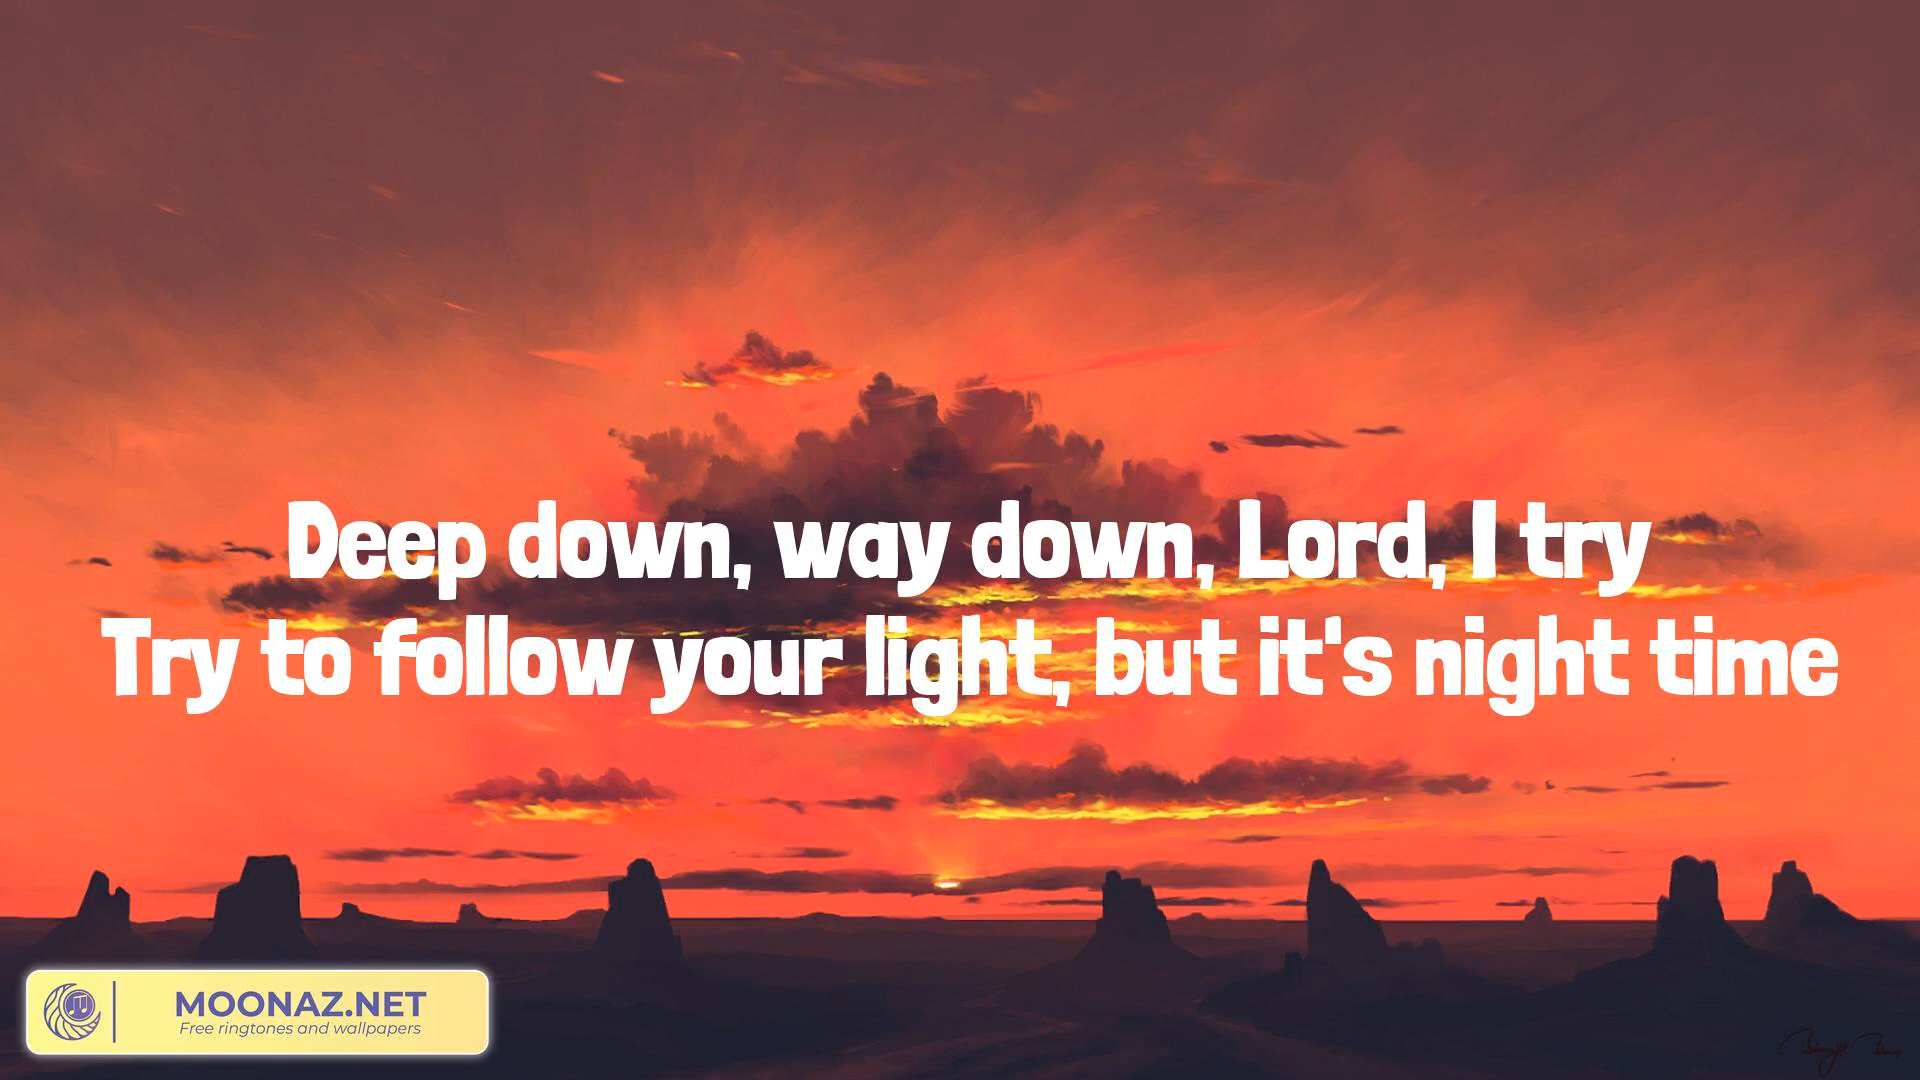 Deep down, way down, Lord, I try
Try to follow your light, but it's night time
MOONAZ.NET
Free ringtones and wallpapers